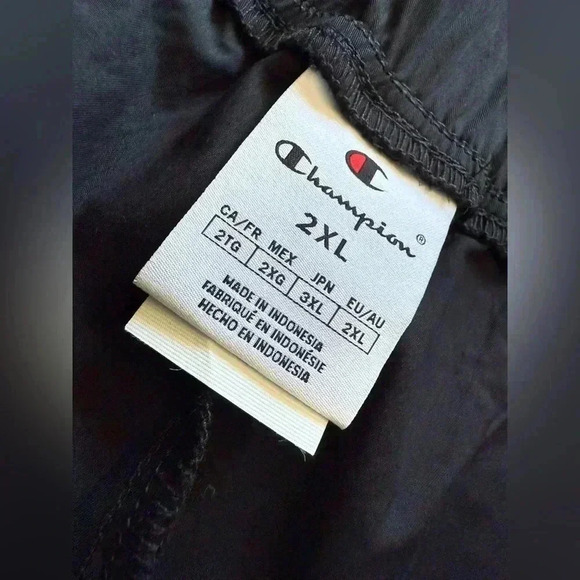 Champion®
2XL
CA/FR MEX JPN EU/AU
2TG 2XG 3XL 2XL
MADE IN INDONESIA
FABRIQUÉ EN INDONÉSIE
HECHO EN INDONESIA